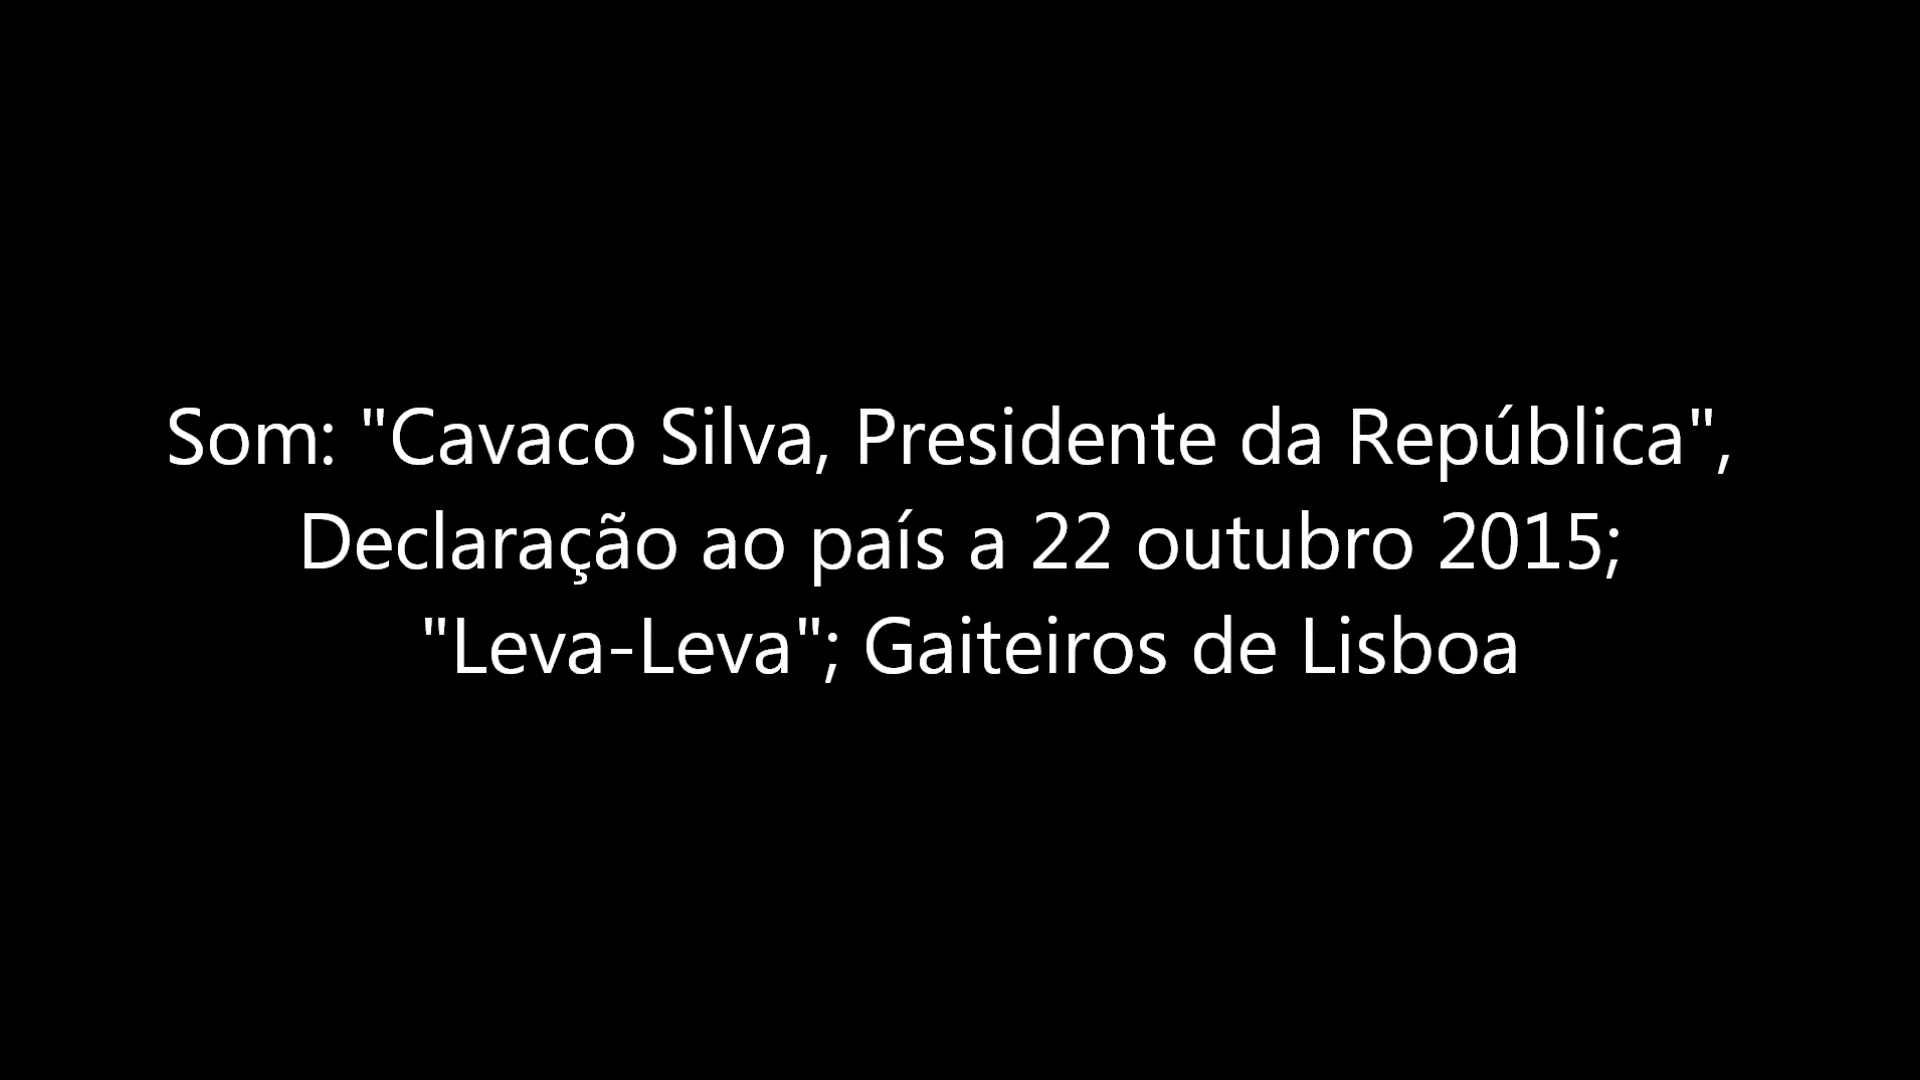 Som: "Cavaco Silva, Presidente da República",
Declaração ao país a 22 outubro 2015;
"Leva-Leva"; Gaiteiros de Lisboa